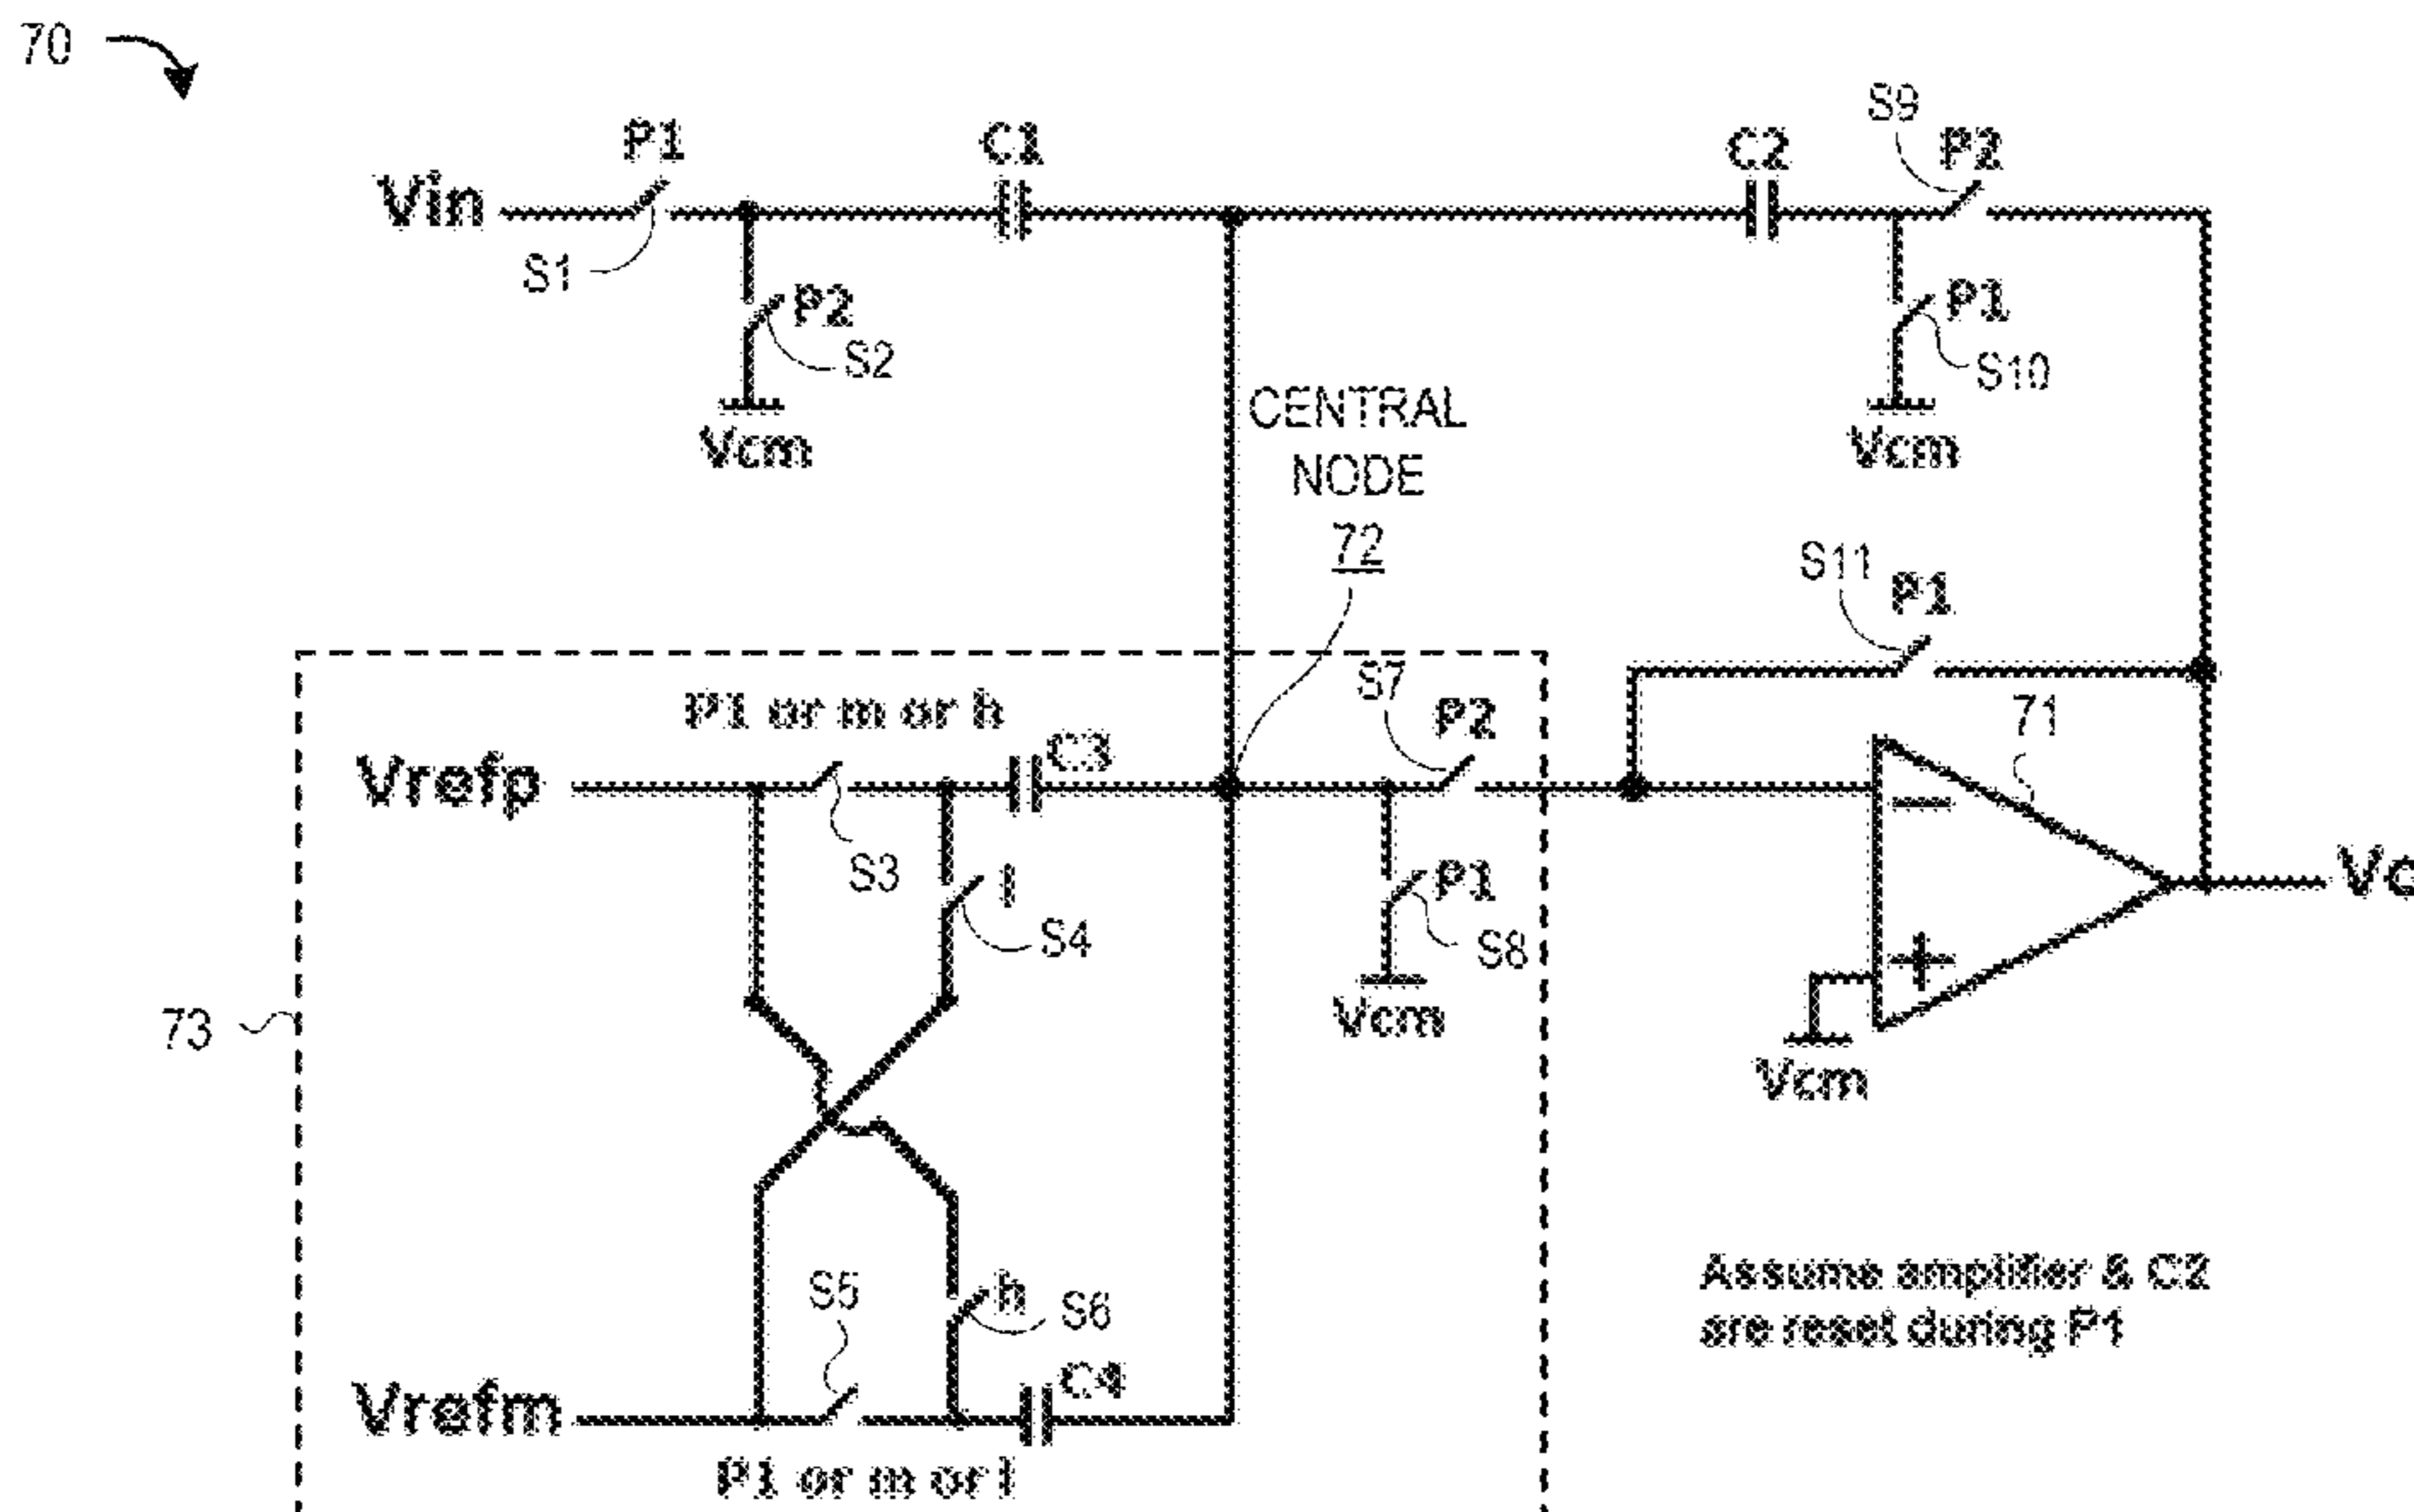 70
P1
C1
C2
S9
P2
Vin
S1
P2
S2
P1
S10
Vcm
Vcm
CENTRAL
NODE
72
S11
P1
S7
P1 or m or h
P2
71
C3
Vrefp
S3
l
S4
P1
S8
Vcm
73
Vcm
Assume amplifier & C2
are reset during P1
S5
h
S6
C4
Vrefm
P1 or m or l